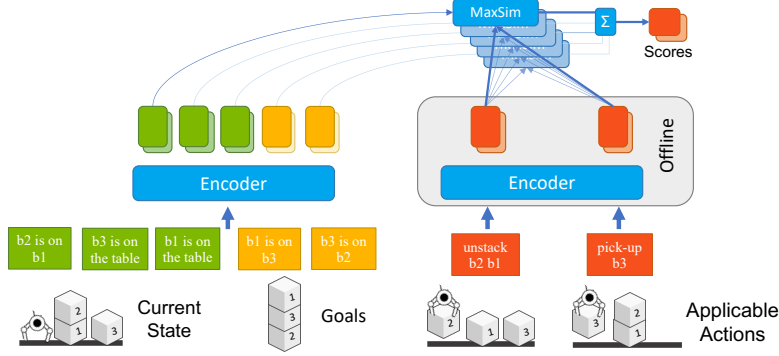 MaxSim
Σ
Scores
Offline
Encoder
Encoder
b2 is on
b1
b3 is on
the table
b1 is on
the table
b1 is on
b3
b3 is on
b2
unstack
b2 b1
pick-up
b3
2
1
3
Current
State
1
3
2
Goals
2
1
3
3
2
1
Applicable
Actions